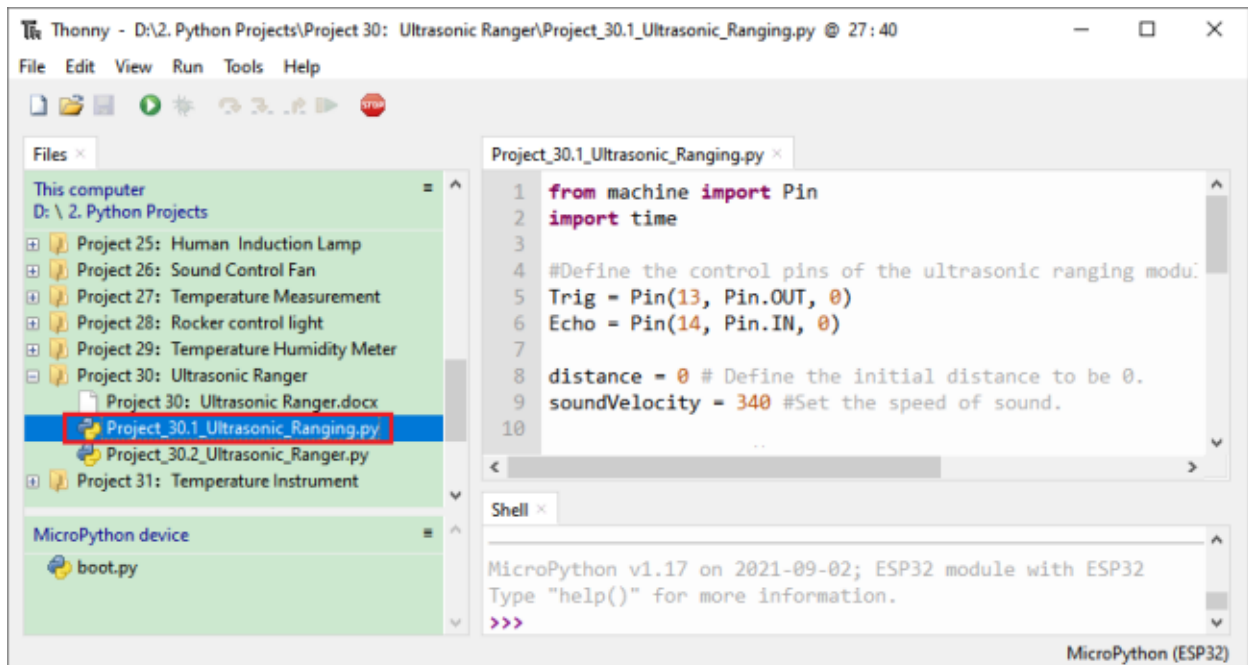 Thonny - D:\2. Python Projects\Project 30: Ultrasonic Ranger\Project_30.1_Ultrasonic_Ranging.py @ 27:40
File Edit View Run Tools Help
STOP
Files
This computer
D: \ 2. Python Projects
Project 25: Human Induction Lamp
Project 26: Sound Control Fan
Project 27: Temperature Measurement
Project 28: Rocker control light
Project 29: Temperature Humidity Meter
Project 30: Ultrasonic Ranger
Project 30: Ultrasonic Ranger.docx
Project_30.1_Ultrasonic_Ranging.py
Project_30.2_Ultrasonic_Ranger.py
Project 31: Temperature Instrument
MicroPython device
boot.py
Project_30.1_Ultrasonic_Ranging.py
1 from machine import Pin
2 import time
3
4 #Define the control pins of the ultrasonic ranging
5 Trig = Pin(13, Pin.OUT, 0)
6 Echo = Pin(14, Pin.IN, 0)
7
8 distance = 0 # Define the initial distance to be 0.
9 soundVelocity = 340 #Set the speed of sound.
10
Shell
MicroPython v1.17 on 2021-09-02; ESP32 module with ESP32
Type "help()" for more information.
>>>
MicroPython (ESP32)